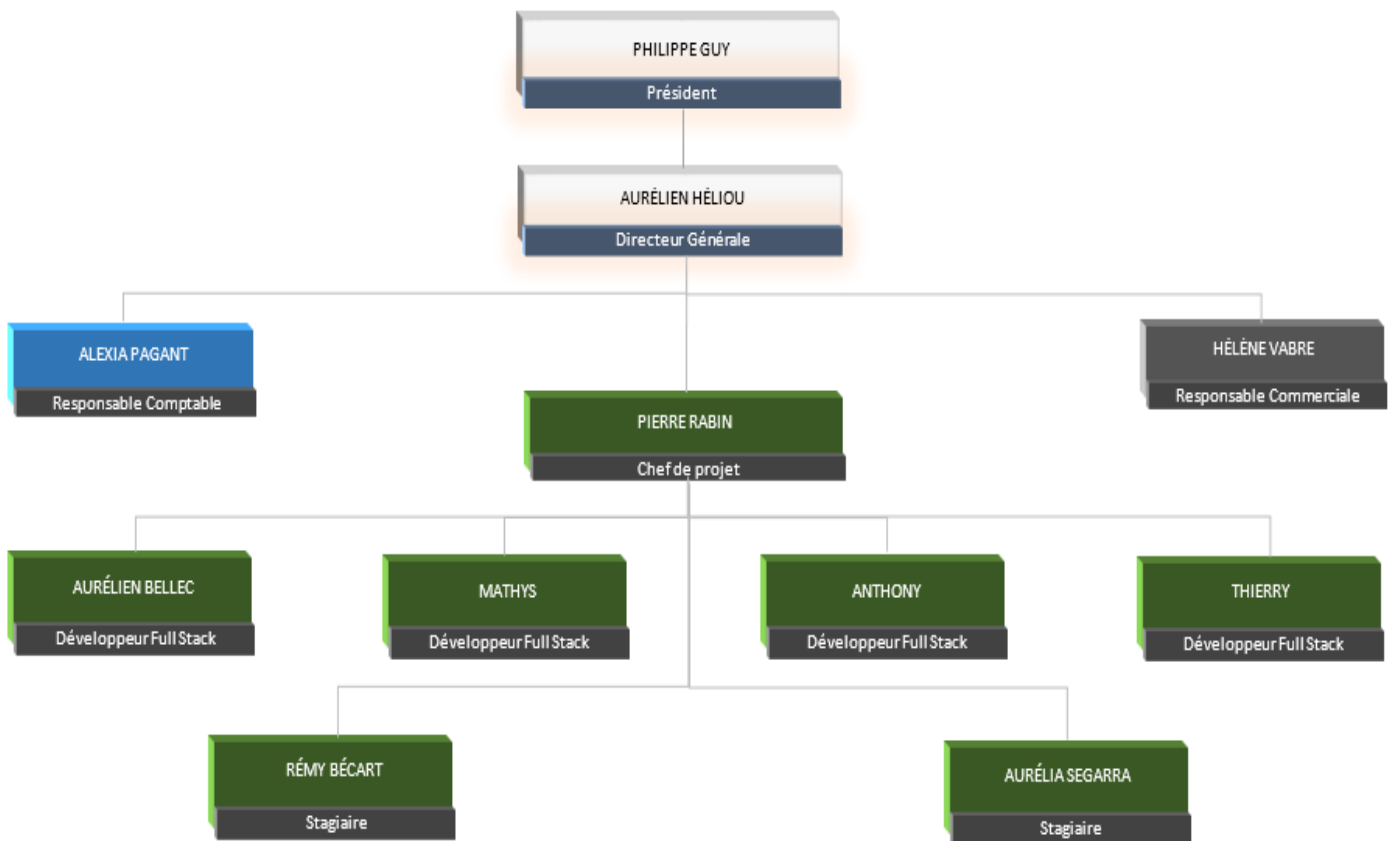 PHILIPPE GUY
Président
AURÉLIEN HÉLIOU
Directeur Générale
ALEXIA PAGANT
Responsable Comptable
HÉLÈNE VABRE
Responsable Commerciale
PIERRE RABIN
Chef de projet
AURÉLIEN BELLEC
Développeur Full Stack
MATHYS
Développeur Full Stack
ANTHONY
Développeur Full Stack
THIERRY
Développeur Full Stack
RÉMY BÉCART
Stagiaire
AURÉLIA SEGARRA
Stagiaire